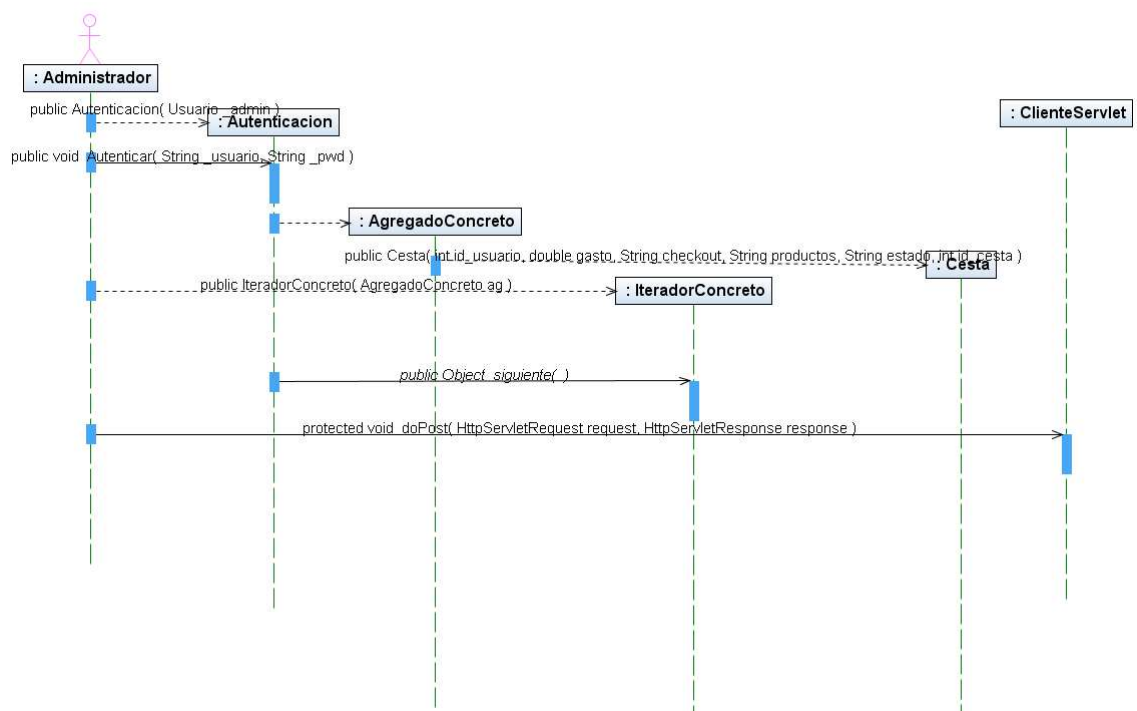 : Administrador
public Autenticacion( Usuario _admin )
: Autenticacion
: ClienteServlet
public void Autenticar( String _usuario, String _pwd )
: AgregadoConcreto
public Cesta( int id_usuario, double gasto, String checkout, String productos, String estado, int id_cesta )
: Cesta
public IteradorConcreto( AgregadoConcreto ag )
: IteradorConcreto
public Object siguiente( )
protected void doPost( HttpServletRequest request, HttpServletResponse response )